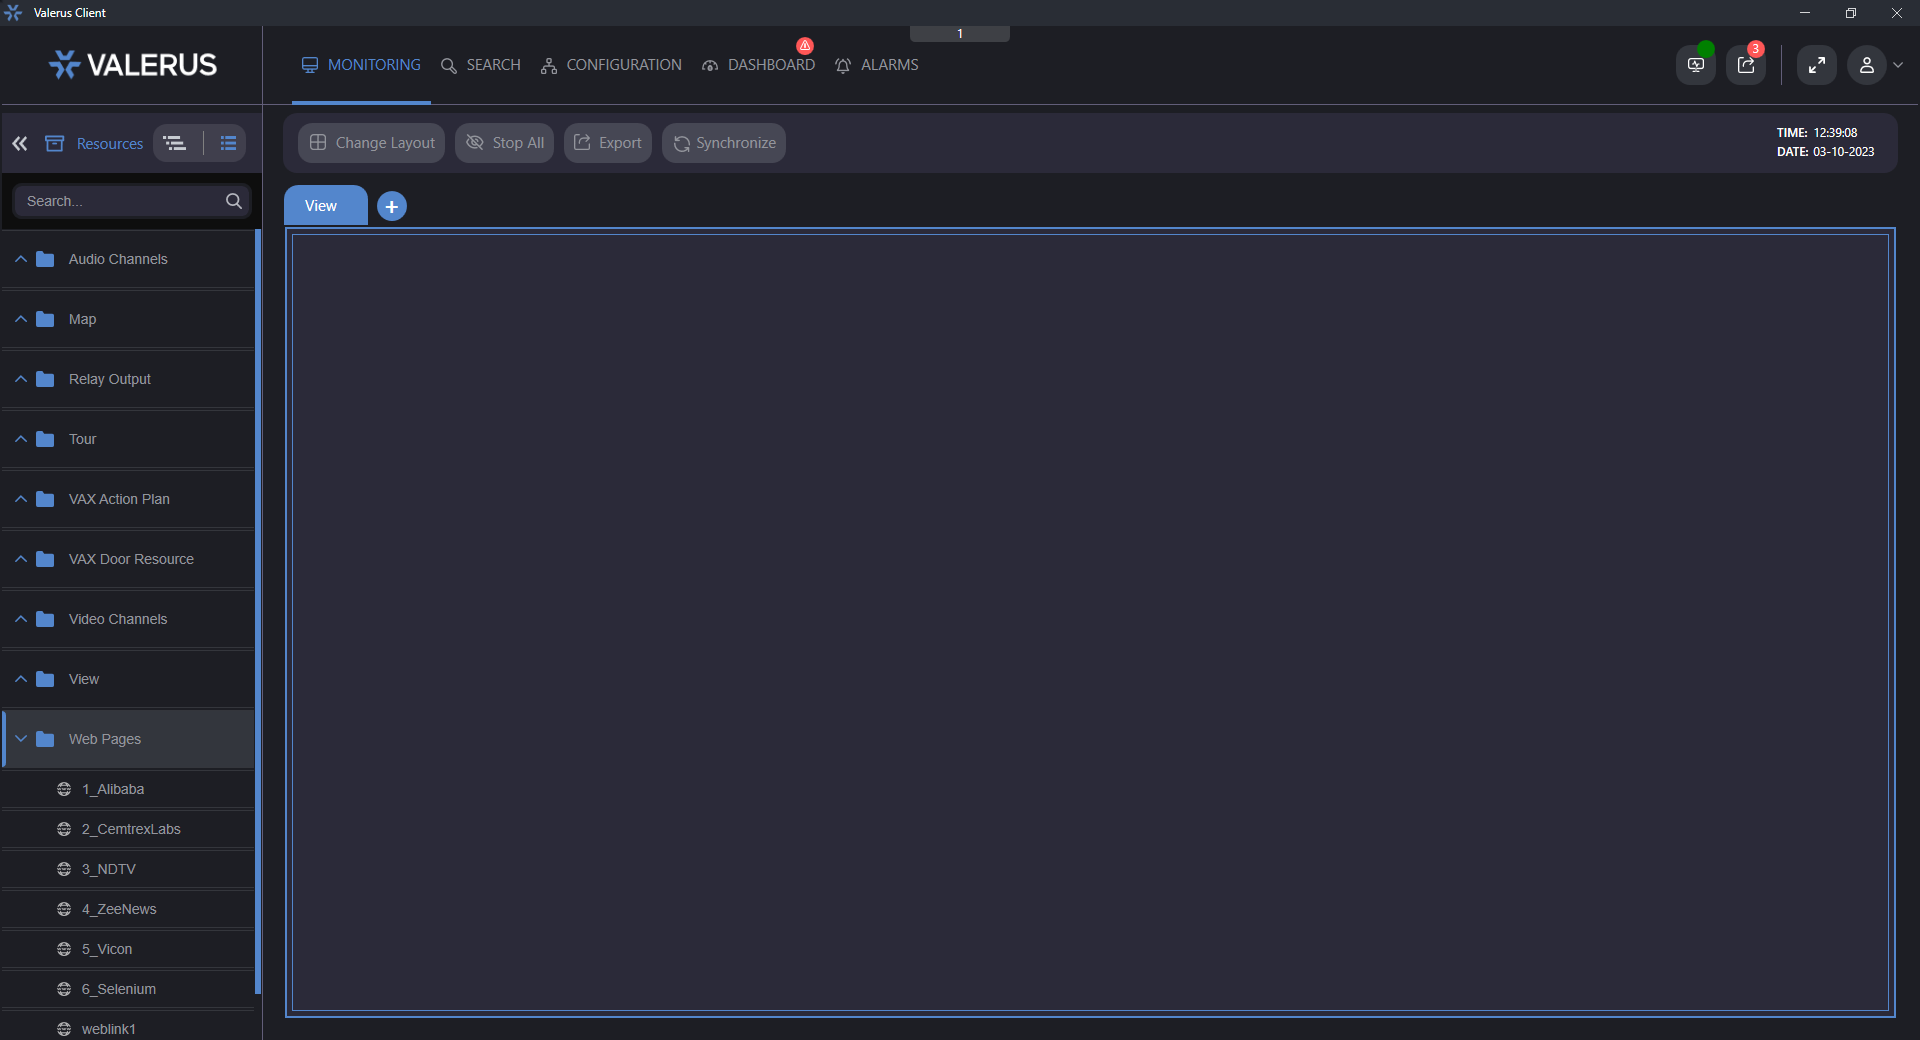 Valerus Client
1
VALERUS
MONITORING
SEARCH
CONFIGURATION
DASHBOARD
ALARMS
3
Resources
Change Layout
Stop All
Export
Synchronize
TIME: 12:39:08
DATE: 03-10-2023
Search...
View
Audio Channels
Map
Relay Output
Tour
VAX Action Plan
VAX Door Resource
Video Channels
View
Web Pages
1_Alibaba
2_CemtrexLabs
3_NDTV
4_ZeeNews
5_Vicon
6_Selenium
weblink1